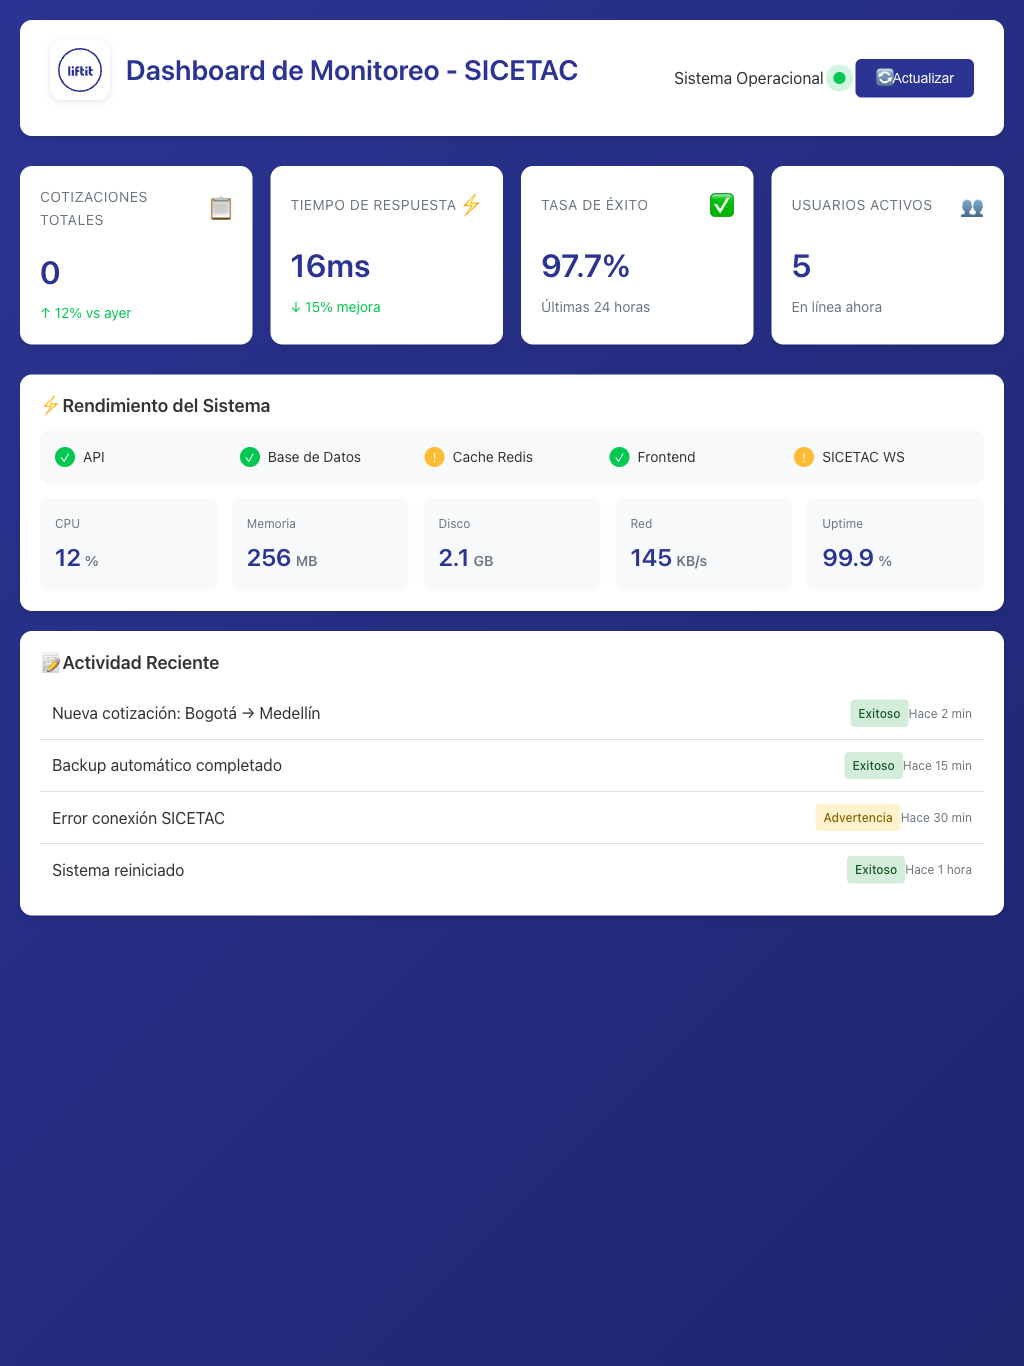 liftit
Dashboard de Monitoreo - SICETAC
Sistema Operacional
Actualizar
COTIZACIONES
TOTALES
0
↑ 12% vs ayer
TIEMPO DE RESPUESTA
16ms
↓ 15% mejora
TASA DE ÉXITO
97.7%
Últimas 24 horas
USUARIOS ACTIVOS
5
En línea ahora
Rendimiento del Sistema
API
Base de Datos
Cache Redis
Frontend
SICETAC WS
CPU
12 %
Memoria
256 MB
Disco
2.1 GB
Red
145 KB/s
Uptime
99.9 %
Actividad Reciente
Nueva cotización: Bogotá → Medellín
Exitoso Hace 2 min
Backup automático completado
Exitoso Hace 15 min
Error conexión SICETAC
Advertencia Hace 30 min
Sistema reiniciado
Exitoso Hace 1 hora